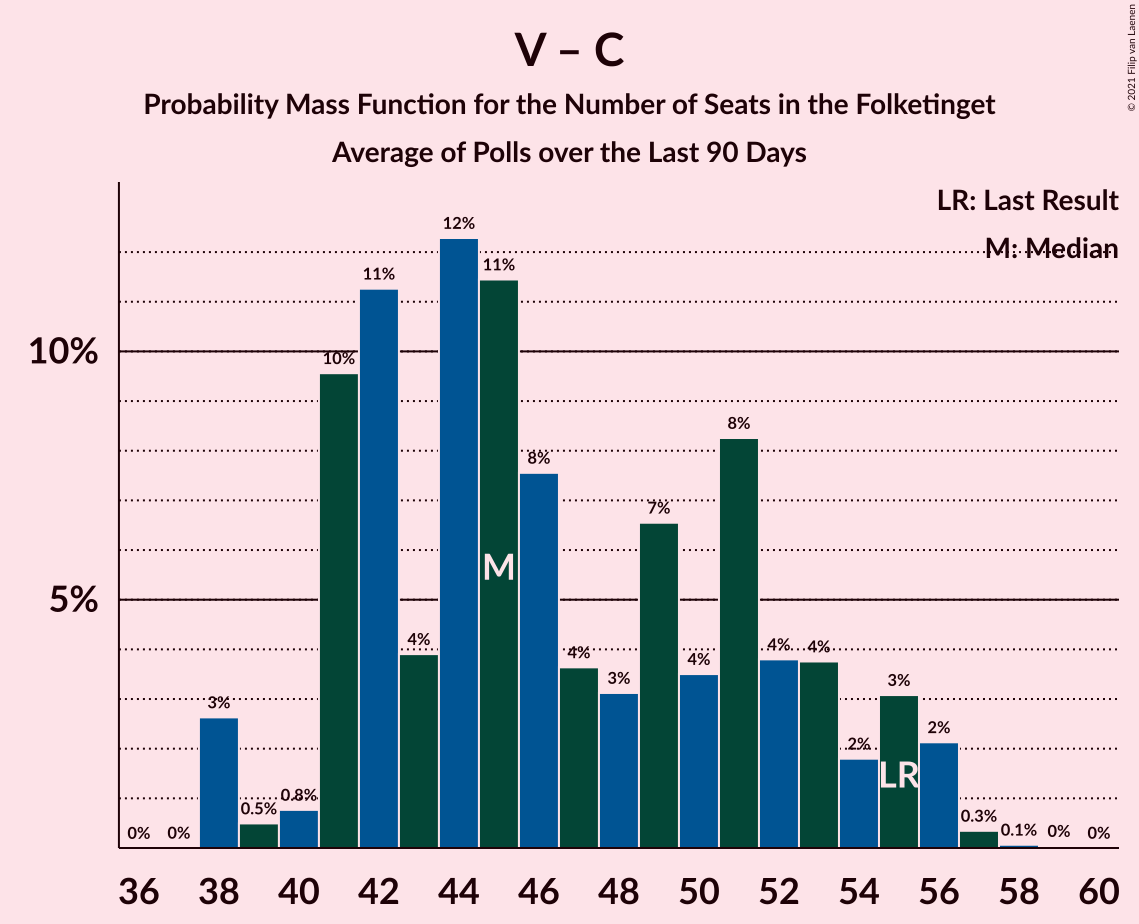 © 2021 Filip van Laenen
V – C
Probability Mass Function for the Number of Seats in the Folketinget
Average of Polls over the Last 90 Days
LR: Last Result
M: Median
10%
5%
0% 0% 3% 0.5% 0.8% 10% 11% 4% 12% 11% 8% 4% 3% 7% 4% 8% 4% 4% 2% 3% 2% 0.3% 0.1% 0% 0%
M
LR
36 38 40 42 44 46 48 50 52 54 56 58 60